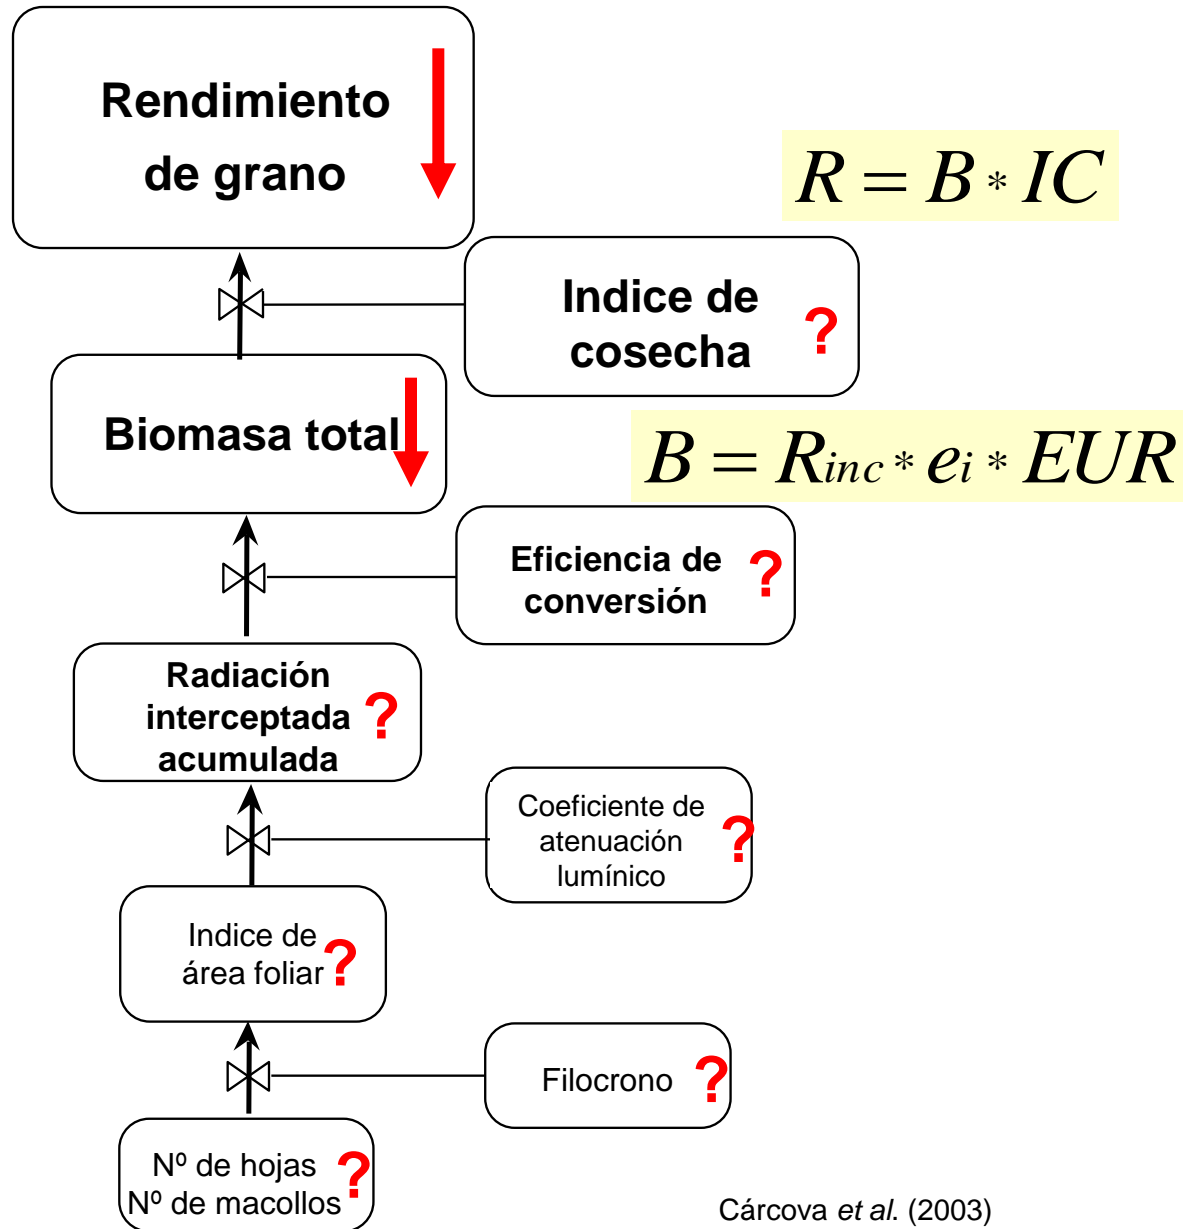 Rendimiento
de grano
R = B * IC
Indice de
cosecha
?
Biomasa total
B = Rinc * ei * EUR
Eficiencia de
conversión
?
Radiación
interceptada
acumulada
?
Coeficiente de
atenuación
lumínico
?
Indice de
área foliar
?
Filocrono
?
Nº de hojas
Nº de macollos
?
Cárcova et al. (2003)